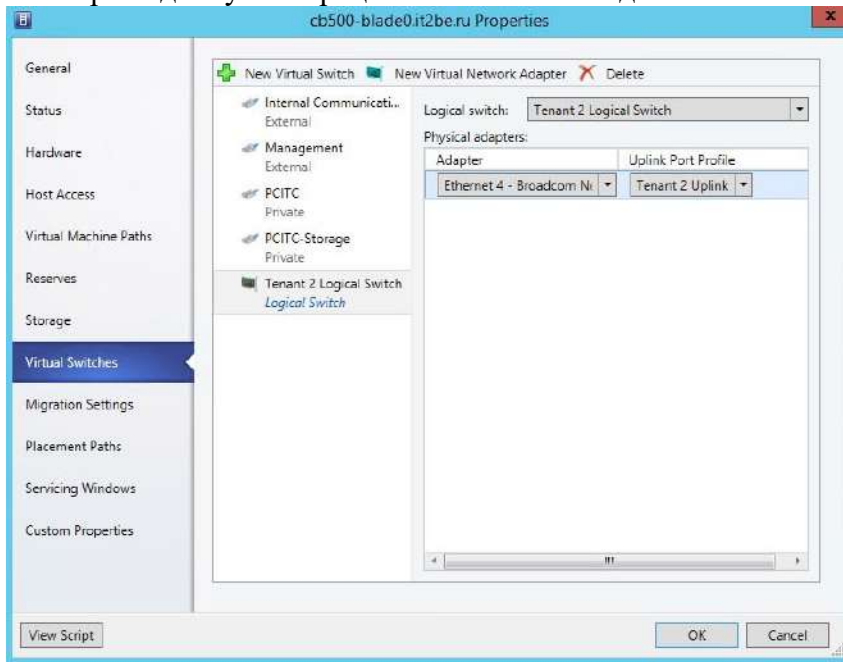 cb500-blade0.it2be.ru Properties
x
General
Status
Hardware
Host Access
Virtual Machine Paths
Reserves
Storage
Virtual Switches
Migration Settings
Placement Paths
Servicing Windows
Custom Properties
New Virtual Switch New Virtual Network Adapter Delete
Internal Communicati...
External
Management
External
PCITC
Private
PCITC-Storage
Private
Tenant 2 Logical Switch
Logical Switch
Logical switch: Tenant 2 Logical Switch
Physical adapters:
Adapter Uplink Port Profile
Ethernet 4 - Broadcom Tenant 2 Uplink
View Script OK Cancel